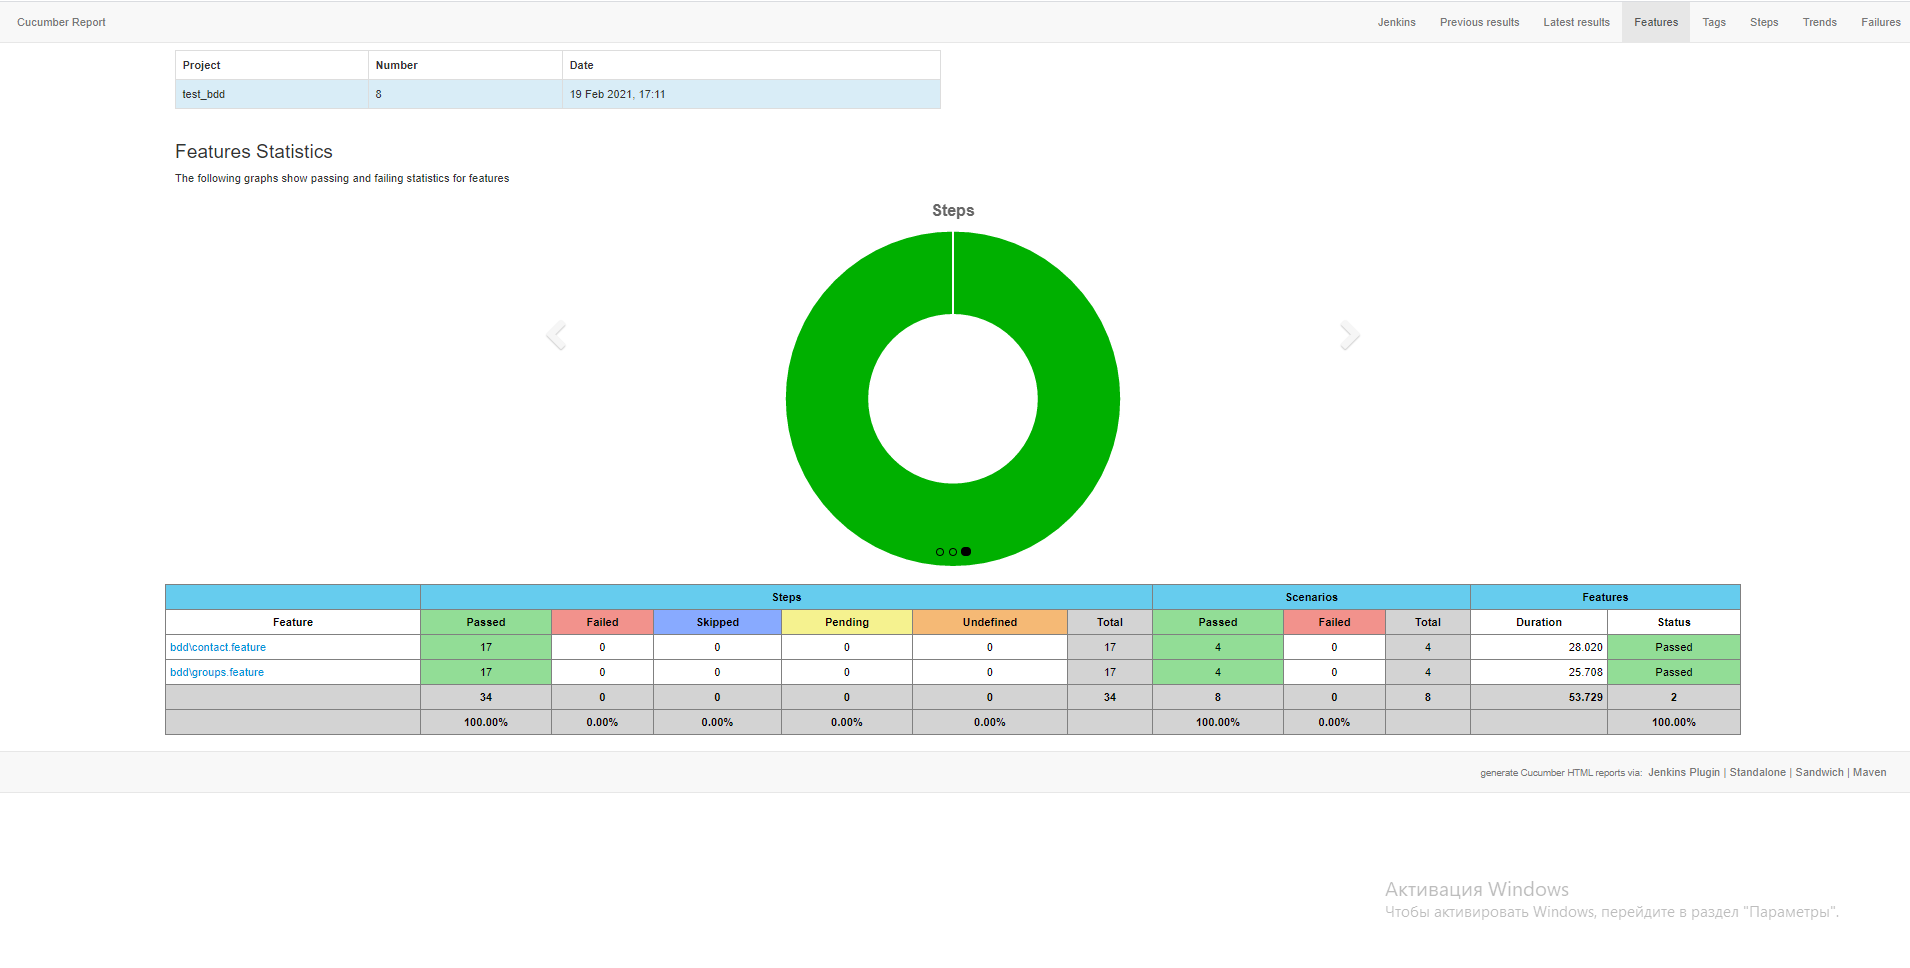 Cucumber Report Jenkins Previous results Latest results Features Tags Steps Trends Failures
Project Number Date
test_bdd 8 19 Feb 2021, 17:11
Features Statistics
The following graphs show passing and failing statistics for features
Steps
Steps Scenarios Features
Feature Passed Failed Skipped Pending Undefined Total Passed Failed Total Duration Status
bdd\contact.feature 17 0 0 0 0 17 4 0 4 28.020 Passed
bdd\groups.feature 17 0 0 0 0 17 4 0 4 25.708 Passed
34 0 0 0 0 34 8 0 8 53.729 2
100.00% 0.00% 0.00% 0.00% 0.00% 100.00% 0.00% 100.00%
generate Cucumber HTML reports via: Jenkins Plugin | Standalone | Sandwich | Maven
Активация Windows
Чтобы активировать Windows, перейдите в раздел "Параметры".